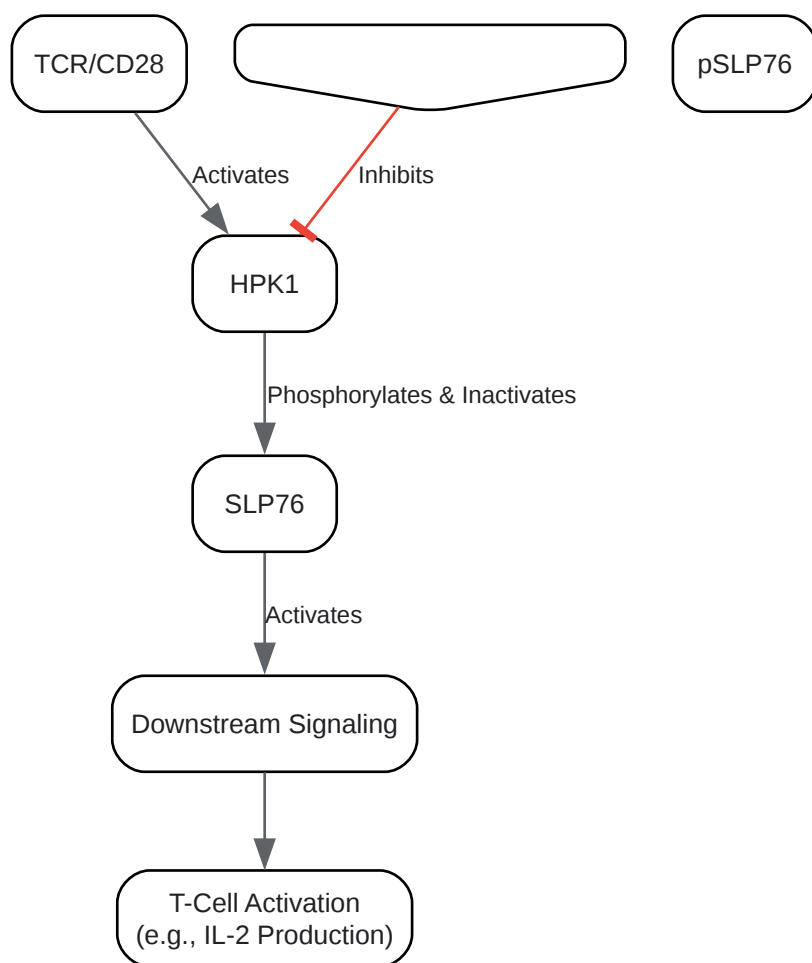 TCR/CD28
pSLP76
Activates
Inhibits
HPK1
Phosphorylates & Inactivates
SLP76
Activates
Downstream Signaling
T-Cell Activation
(e.g., IL-2 Production)